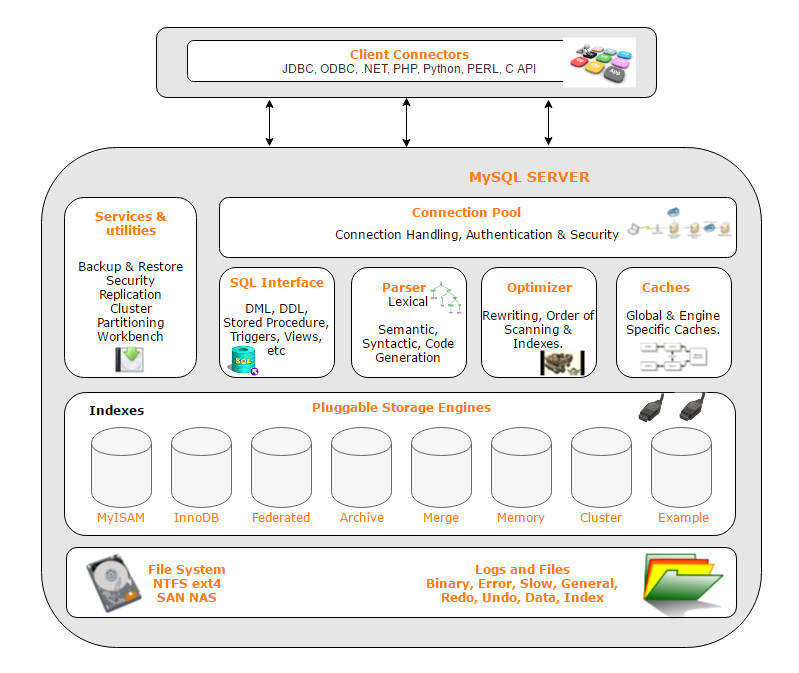 Client Connectors
JDBC, ODBC, .NET, PHP, Python, PERL, C API
App
MySQL SERVER
Services &
utilities
Backup & Restore
Security
Replication
Cluster
Partitioning
Workbench
Connection Pool
Connection Handling, Authentication & Security
SQL Interface
DML, DDL,
Stored Procedure,
Triggers, Views,
etc
SQL
Parser
Lexical
Semantic,
Syntactic, Code
Generation
Optimizer
Rewriting, Order of
Scanning &
Indexes.
Caches
Global & Engine
Specific Caches.
Indexes
Pluggable Storage Engines
MyISAM
InnoDB
Federated
Archive
Merge
Memory
Cluster
Example
File System
NTFS ext4
SAN NAS
Logs and Files
Binary, Error, Slow, General,
Redo, Undo, Data, Index